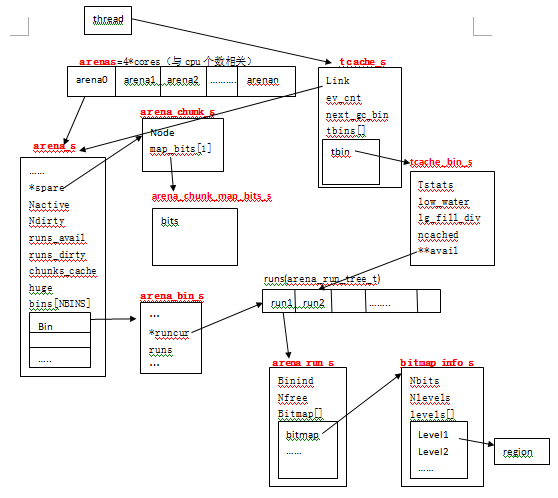 thread
arenas=4*cores（与 cpu 个数相关）
arena0 arena1 arena2 ......... arenan
tcache_s
Link
ev_cnt
next_gc_bin
tbins[]
tbin
arena_chunk_s
Node
map_bits[1]
arena_s
......
*spare
Nactive
Ndirty
runs_avail
runs_dirty
chunks_cache
huge
bins[NBINS]
Bin
.....
arena_chunk_map_bits_s
bits
tcache_bin_s
Tstats
low_water
lg_fill_div
ncached
**avail
arena_bin_s
...
*runcur
runs
...
runs(arena_run_tree_t)
run1 run2 ........
arena_run_s
Binind
Nfree
Bitmap[]
bitmap
......
bitmap_info_s
Nbits
Nlevels
levels[]
Level1
Level2
......
region